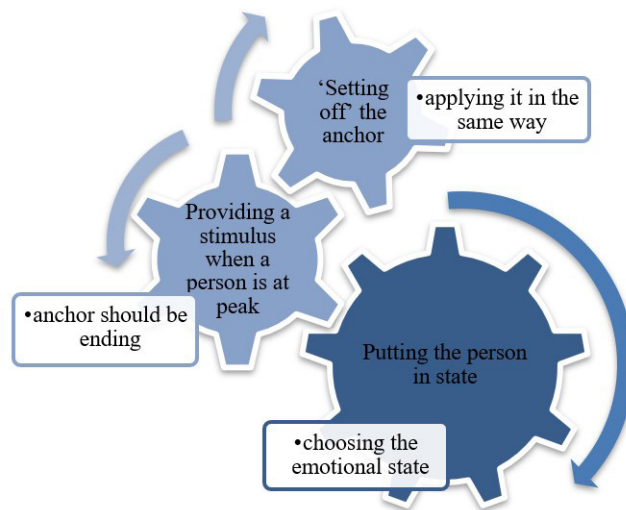 ‘Setting
off’ the
anchor
•applying it in the
same way
Providing a
stimulus
when a
person is at
peak
•anchor should be
ending
Putting the person
in state
•choosing the
emotional state